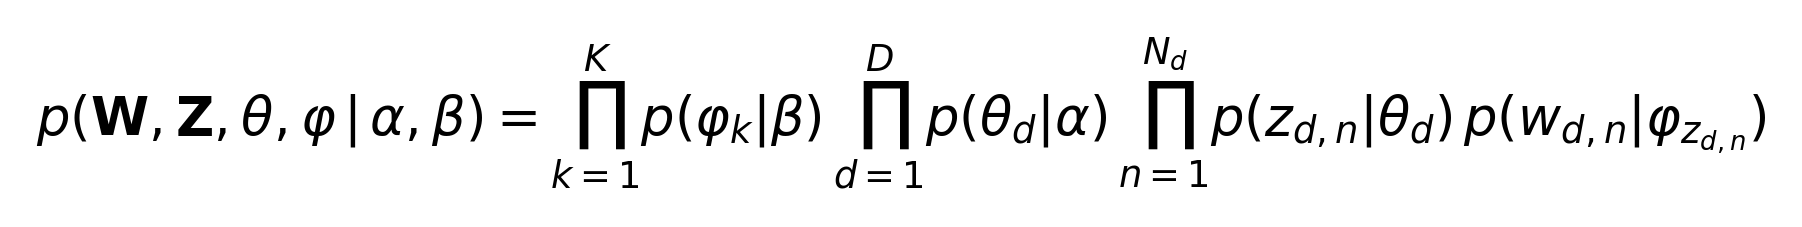 p(𝐖, 𝐙, θ, φ | α, β) = ∏_{k=1}^{K} p(φ_k|β) ∏_{d=1}^{D} p(θ_d|α) ∏_{n=1}^{N_d} p(z_{d,n}|θ_d) p(w_{d,n}|φ_{z_{d,n}})